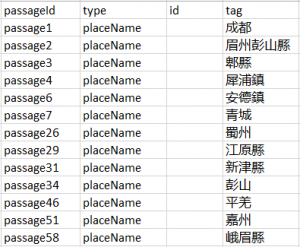 passageId type id tag
passage1 placeName 成都
passage2 placeName 眉州彭山縣
passage3 placeName 郫縣
passage4 placeName 犀浦鎮
passage6 placeName 安德鎮
passage7 placeName 青城
passage26 placeName 蜀州
passage29 placeName 江原縣
passage31 placeName 新津縣
passage34 placeName 彭山
passage46 placeName 平羌
passage51 placeName 嘉州
passage58 placeName 峨眉縣